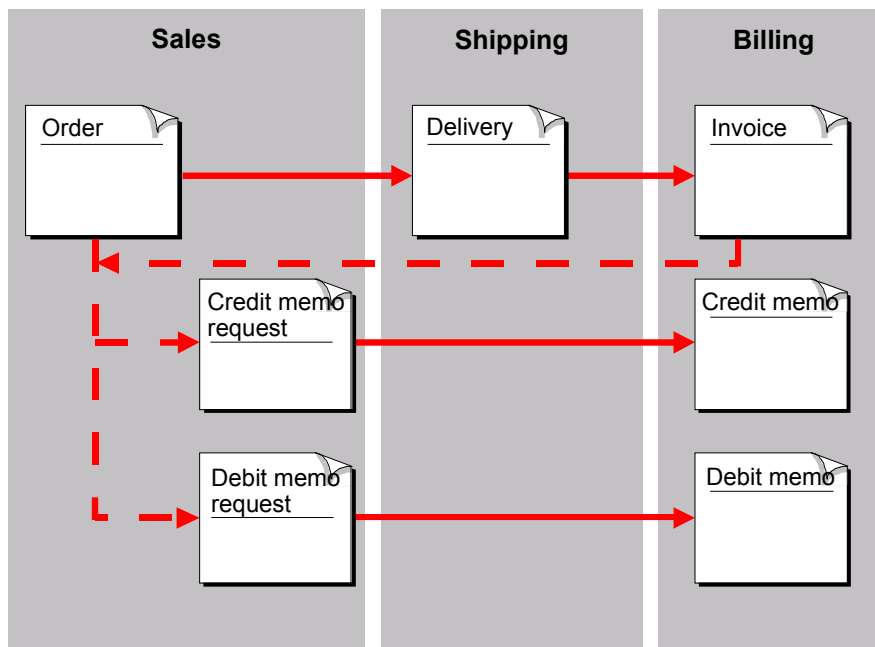 Sales
Shipping
Billing
Order
Delivery
Invoice
Credit memo
request
Credit memo
Debit memo
request
Debit memo